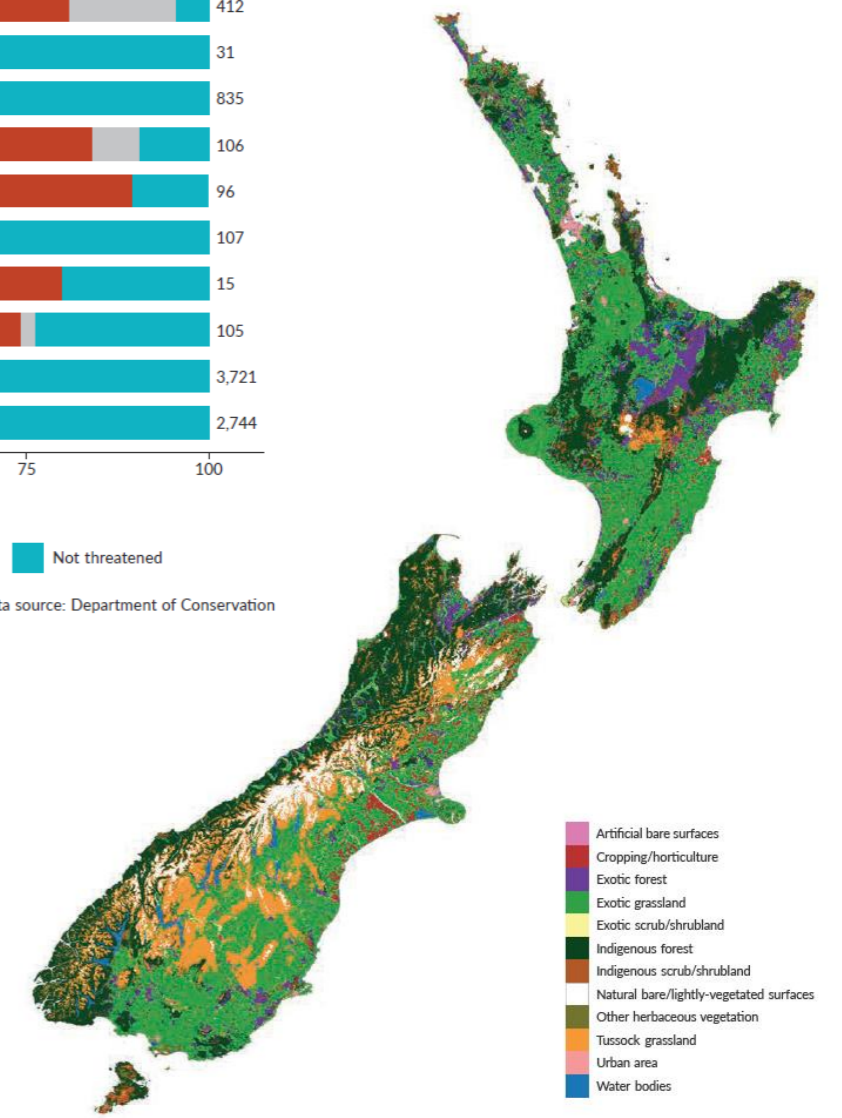 412
31
835
106
96
107
15
105
3,721
2,744
75 100
Not threatened
ta source: Department of Conservation
Artificial bare surfaces
Cropping/horticulture
Exotic forest
Exotic grassland
Exotic scrub/shrubland
Indigenous forest
Indigenous scrub/shrubland
Natural bare/lightly-vegetated surfaces
Other herbaceous vegetation
Tussock grassland
Urban area
Water bodies